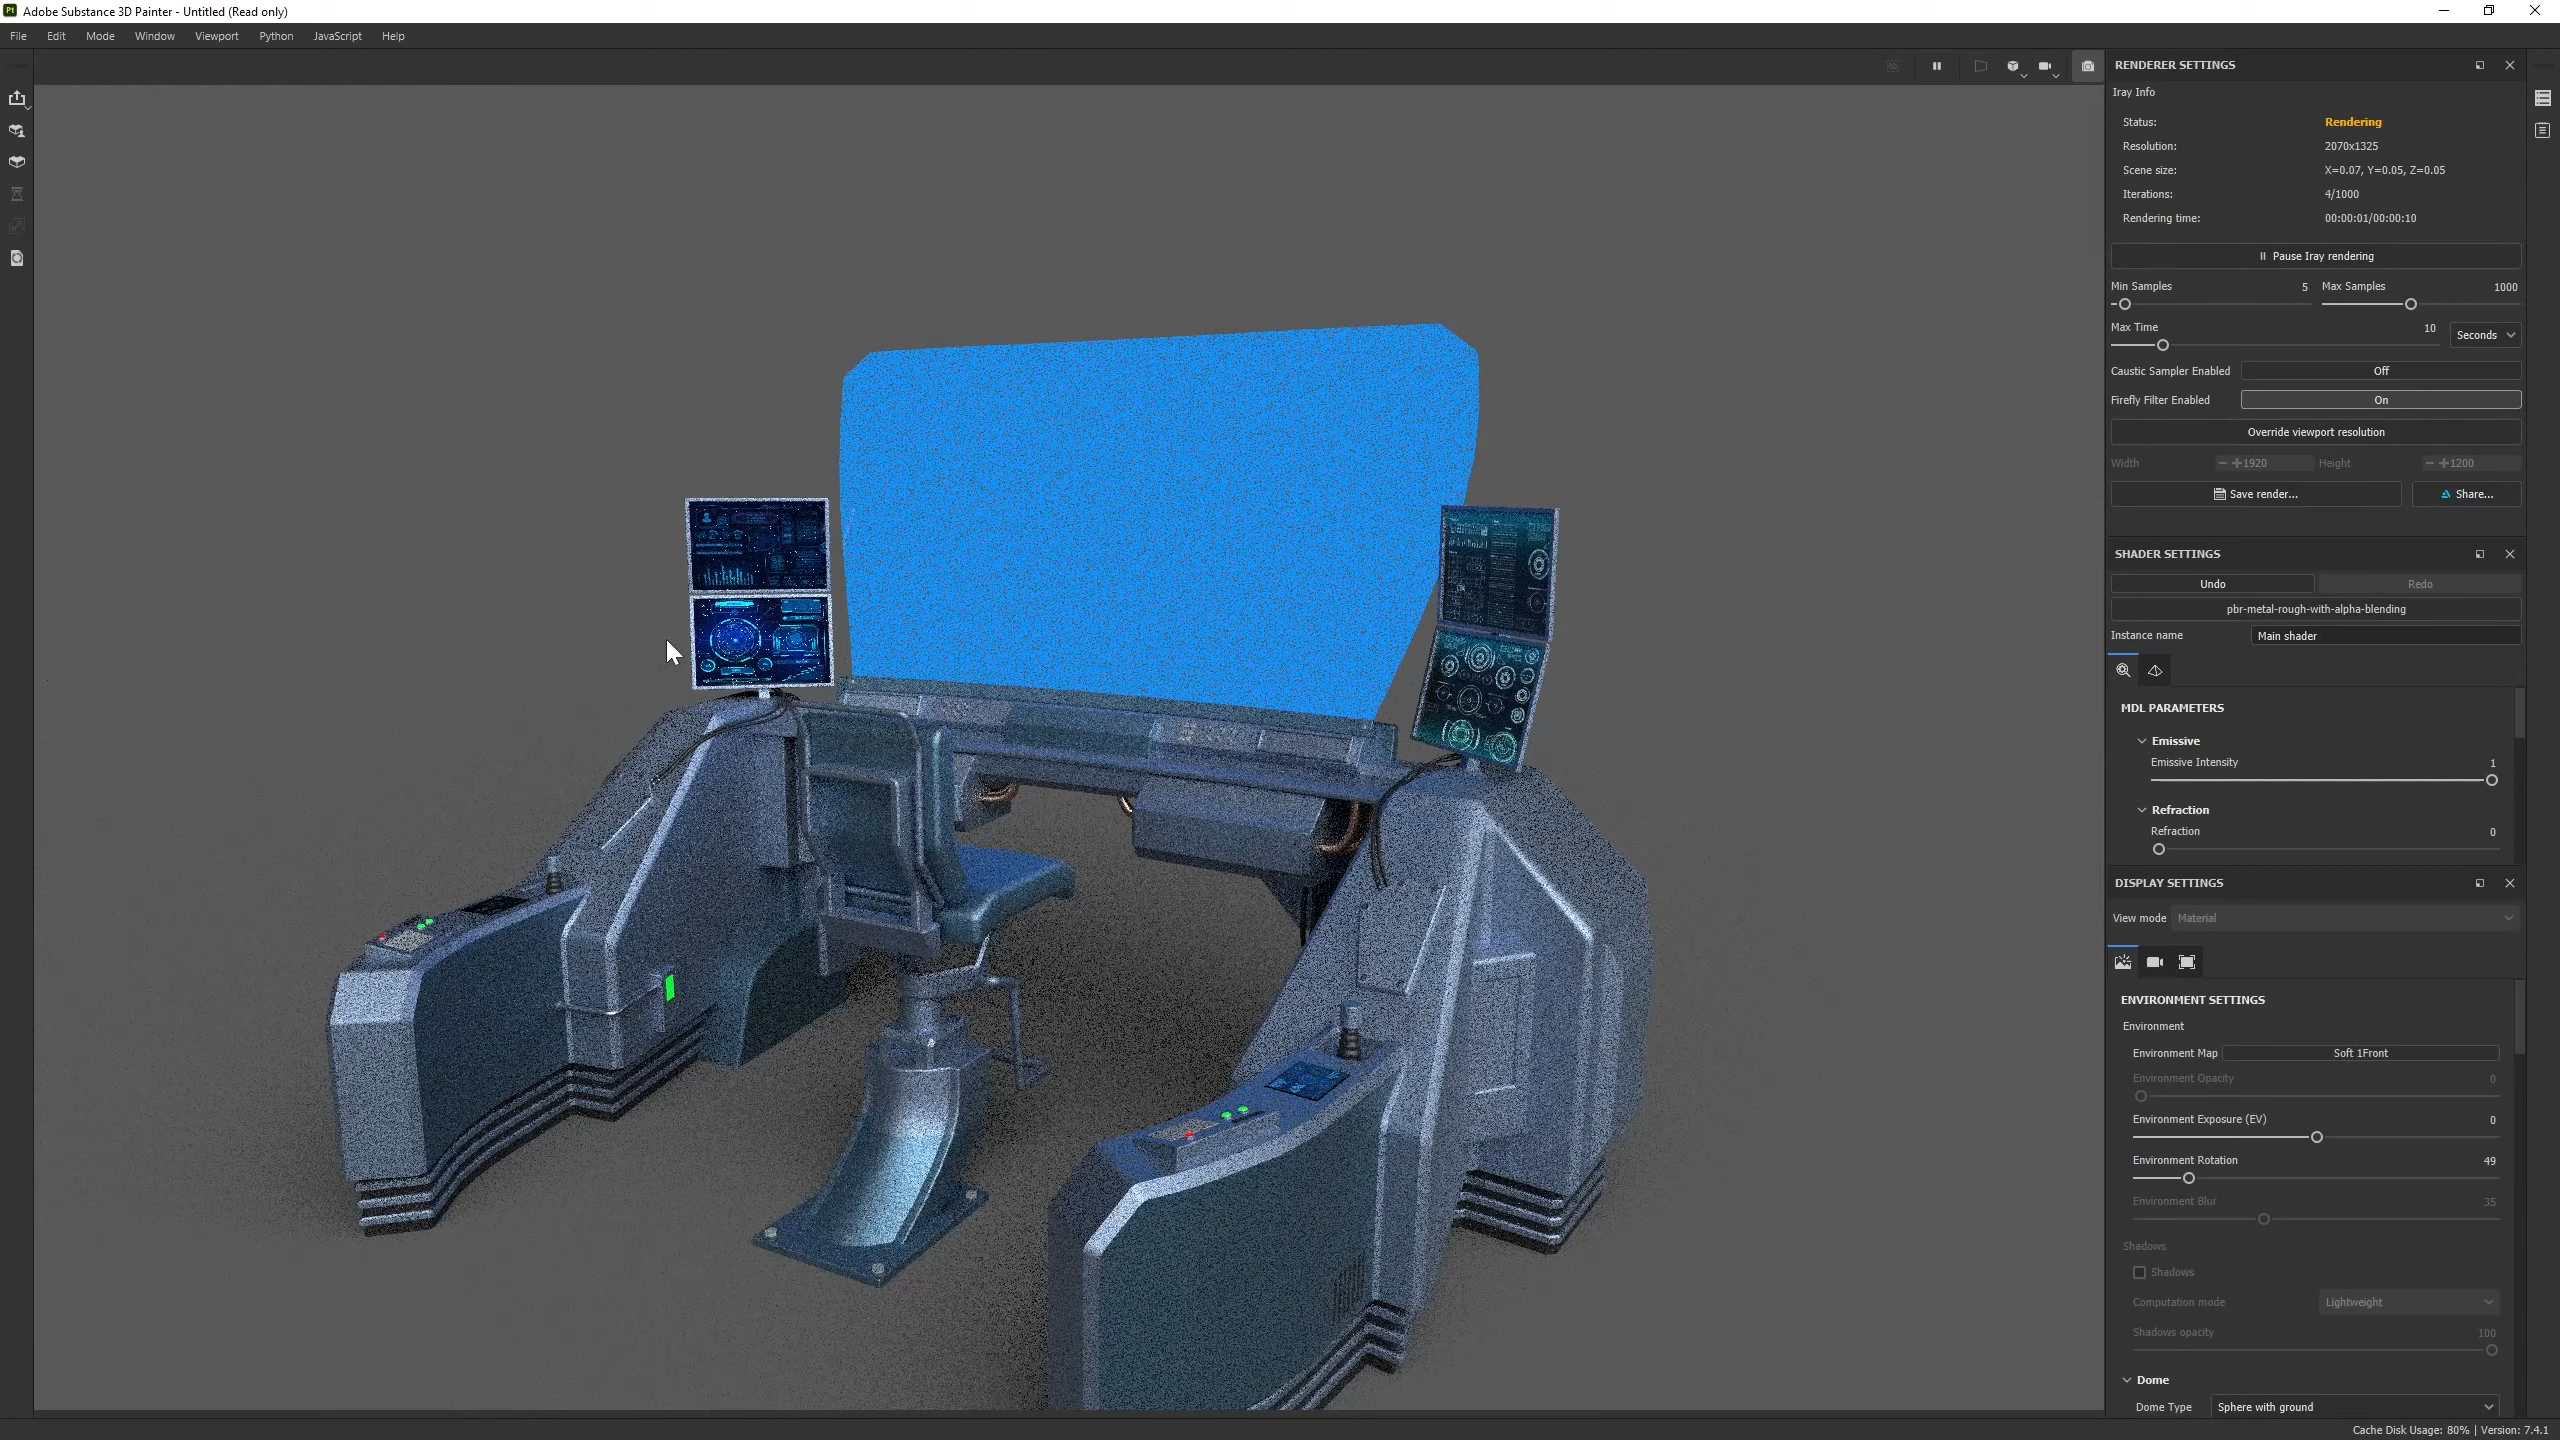 Adobe Substance 3D Painter - Untitled (Read only)
File Edit Mode Window Viewport Python JavaScript Help
RENDERER SETTINGS
Iray Info
Status: Rendering
Resolution: 2070x1325
Scene size: X=0.07, Y=0.05, Z=0.05
Iterations: 4/1000
Rendering time: 00:00:01/00:00:10
Pause Iray rendering
Min Samples 5 Max Samples 1000
Max Time 10 Seconds
Caustic Sampler Enabled Off
Firefly Filter Enabled On
Override viewport resolution
Width 1920 Height 1200
Save render... Share...
SHADER SETTINGS
Undo Redo
pbr-metal-rough-with-alpha-blending
Instance name Main shader
MDL PARAMETERS
Emissive
Emissive Intensity 1
Refraction
Refraction 0
DISPLAY SETTINGS
View mode Material
ENVIRONMENT SETTINGS
Environment
Environment Map Soft 1Front
Environment Opacity 0
Environment Exposure (EV) 0
Environment Rotation 49
Environment Blur 35
Shadows
Shadows
Computation mode Lightweight
Shadows opacity 100
Dome
Dome Type Sphere with ground
Cache Disk Usage: 80% | Version: 7.4.1